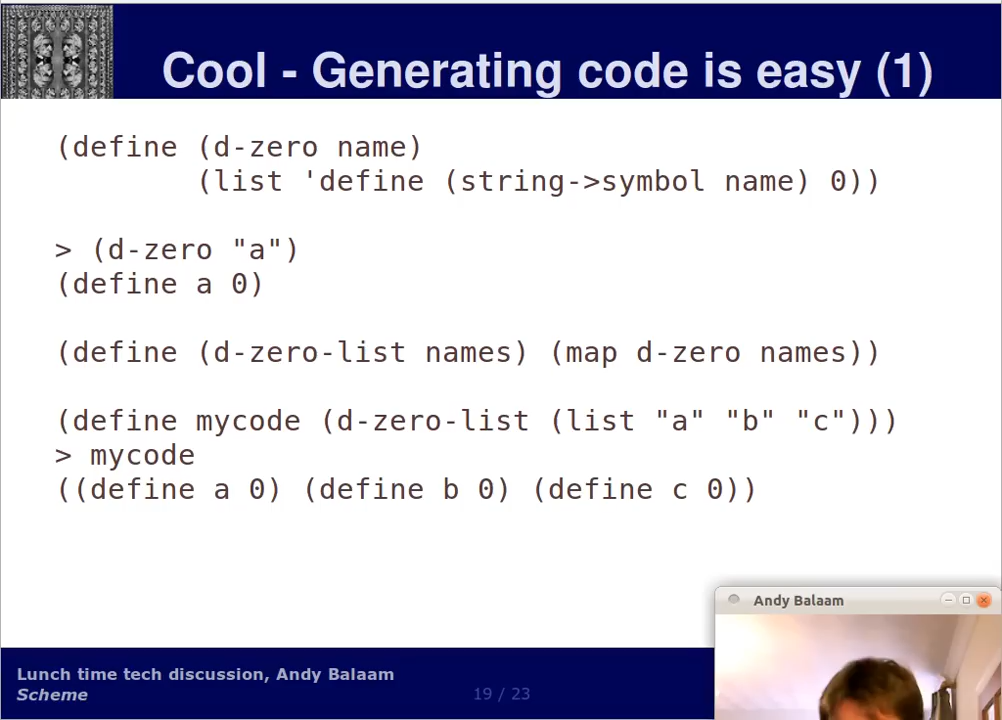 Cool - Generating code is easy (1)
(define (d-zero name)
(list 'define (string->symbol name) 0))
> (d-zero "a")
(define a 0)
(define (d-zero-list names) (map d-zero names))
(define mycode (d-zero-list (list "a" "b" "c")))
> mycode
((define a 0) (define b 0) (define c 0))
Andy Balaam
Lunch time tech discussion, Andy Balaam
Scheme
19 / 23